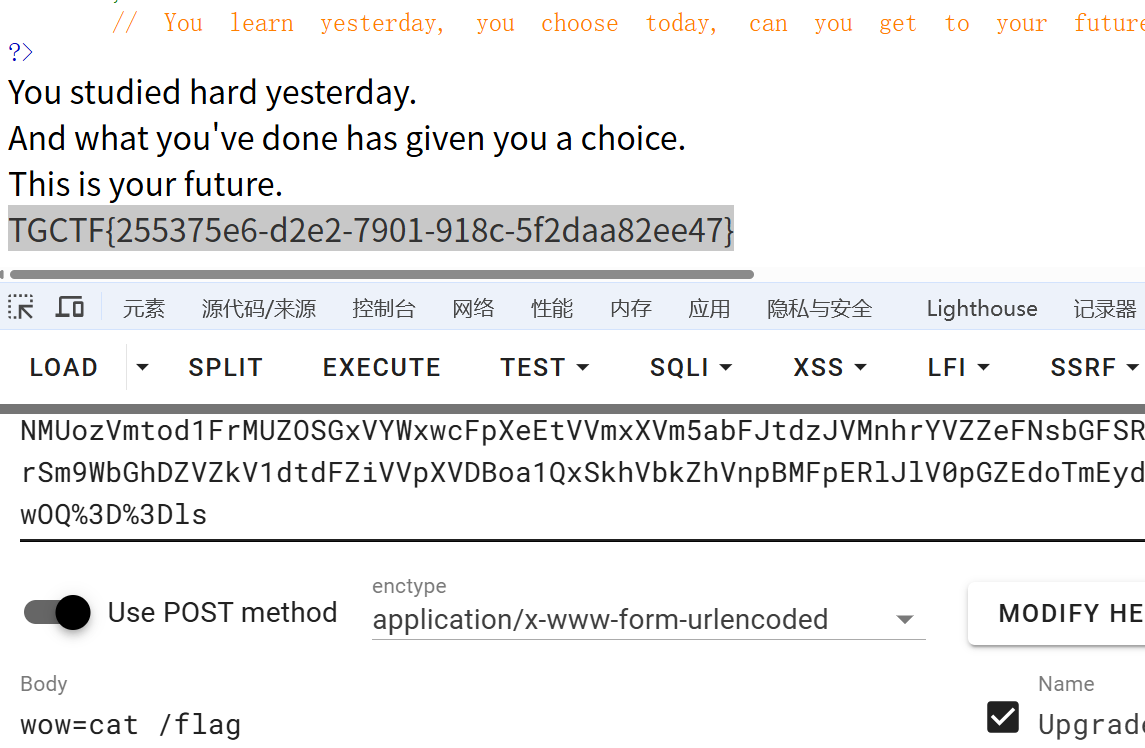 // You learn yesterday, you choose today, can you get to your future
?>
You studied hard yesterday.
And what you've done has given you a choice.
This is your future.
TGCTF{255375e6-d2e2-7901-918c-5f2daa82ee47}
元素 源代码/来源 控制台 网络 性能 内存 应用 隐私与安全 Lighthouse 记录器
LOAD SPLIT EXECUTE TEST SQLI XSS LFI SSRF
NMUozVmtod1FrMUZOSGxVYWxwcFpXeEtVVmxXVm5abFJtdzJVMnhrYVZZeFNsbGFSR
rSm9WbGhDZVZkV1dtdFZiVVpXVDBoa1QxSkhVbkZhVnpBMFpERlJlV0pGZEdoTmEyd
wOQ%3D%3Dls
Use POST method
enctype
application/x-www-form-urlencoded
MODIFY HE
Body
wow=cat /flag
Name
Upgrade